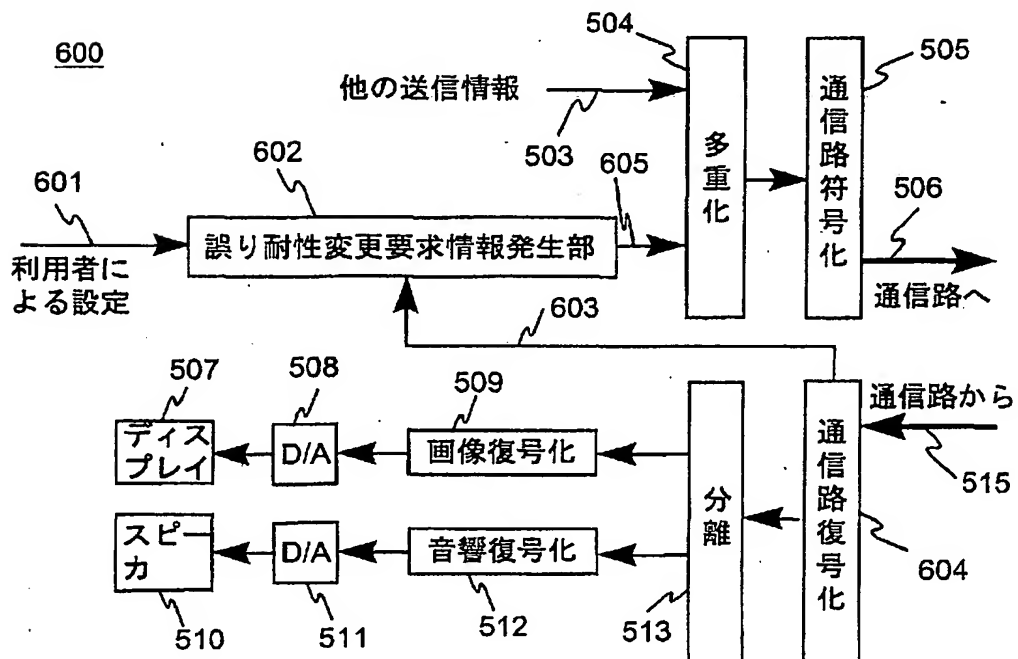 600
504
505
他の送信情報
503
多重化
通信路符号化
602
605
601
506
誤り耐性変更要求情報発生部
利用者に
よる設定
通信路へ
603
507
508
509
通信路から
ディス
プレイ
D/A
画像復号化
分離
通信路復号化
515
スピー
カ
D/A
音響復号化
604
510
511
512
513